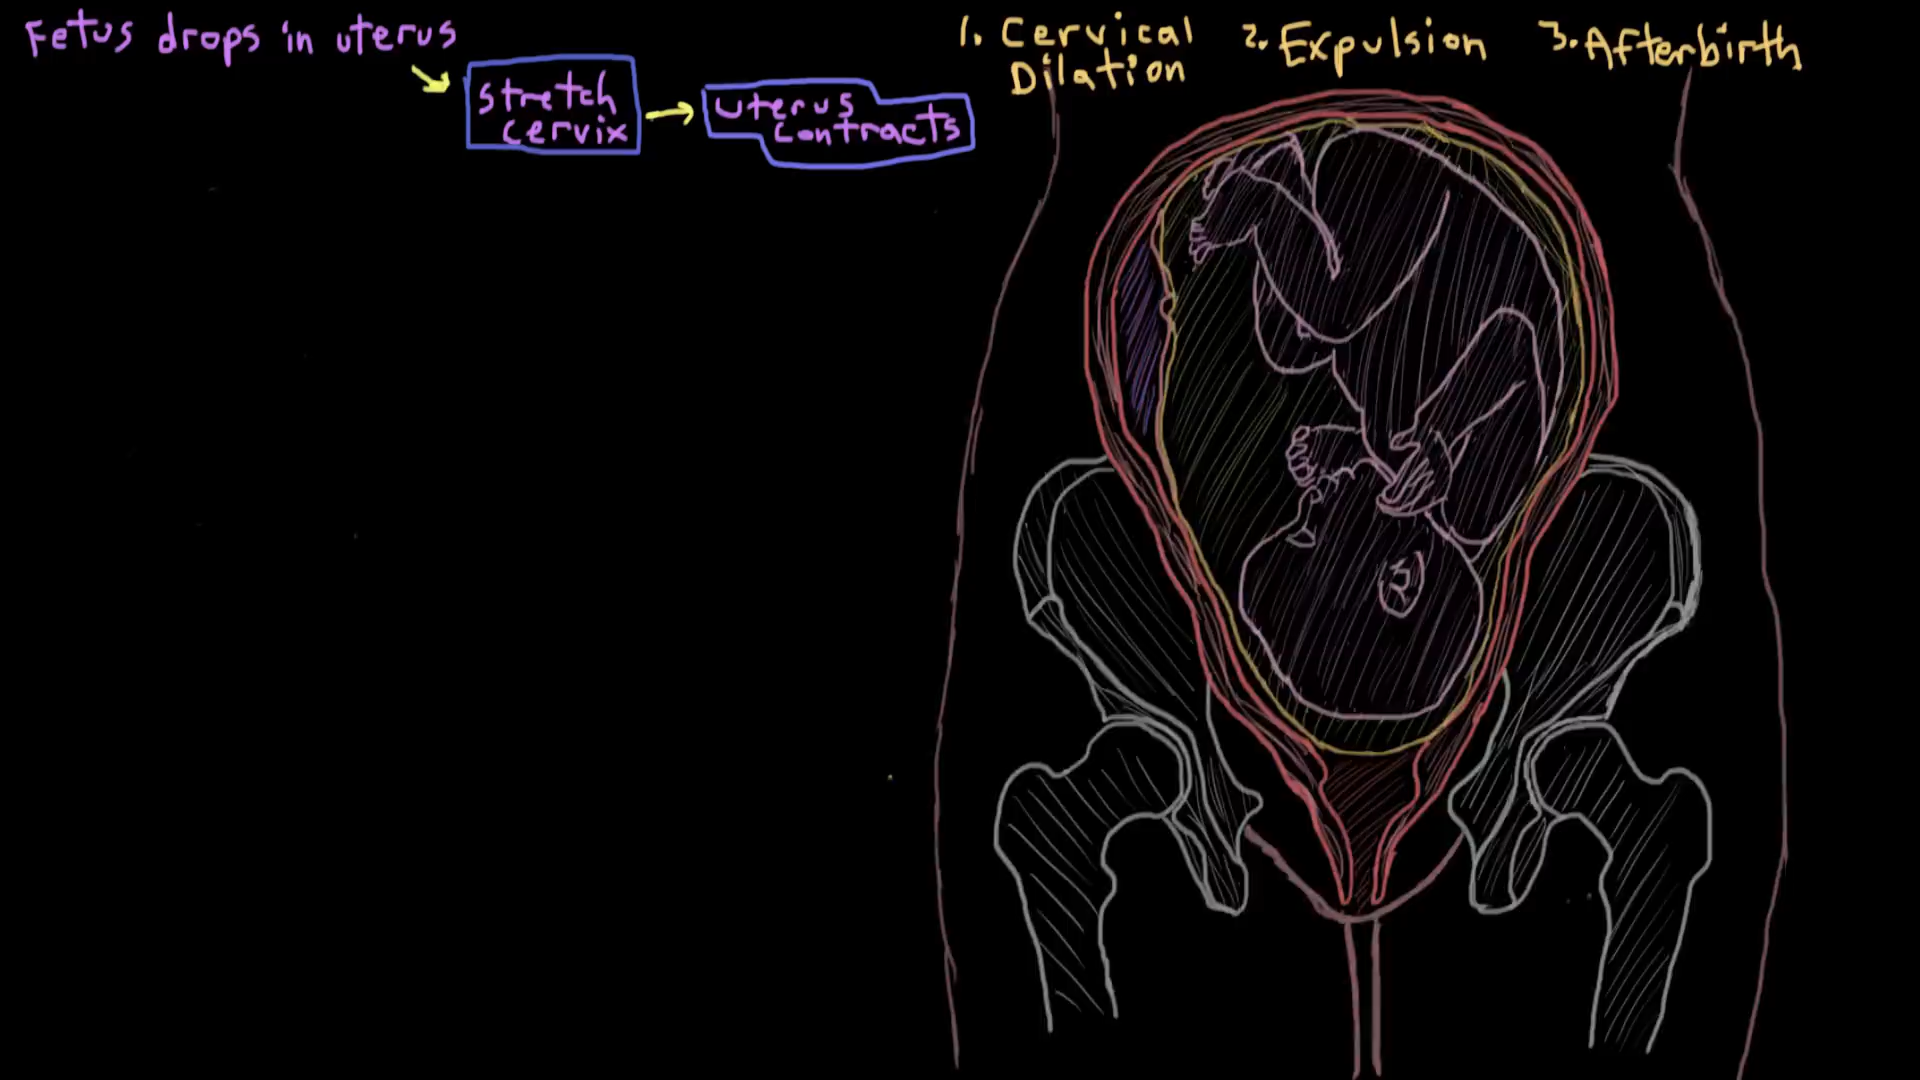 Fetus drops in uterus
stretch
cervix
uterus
contracts
1. Cervical
Dilation
2. Expulsion
3. Afterbirth